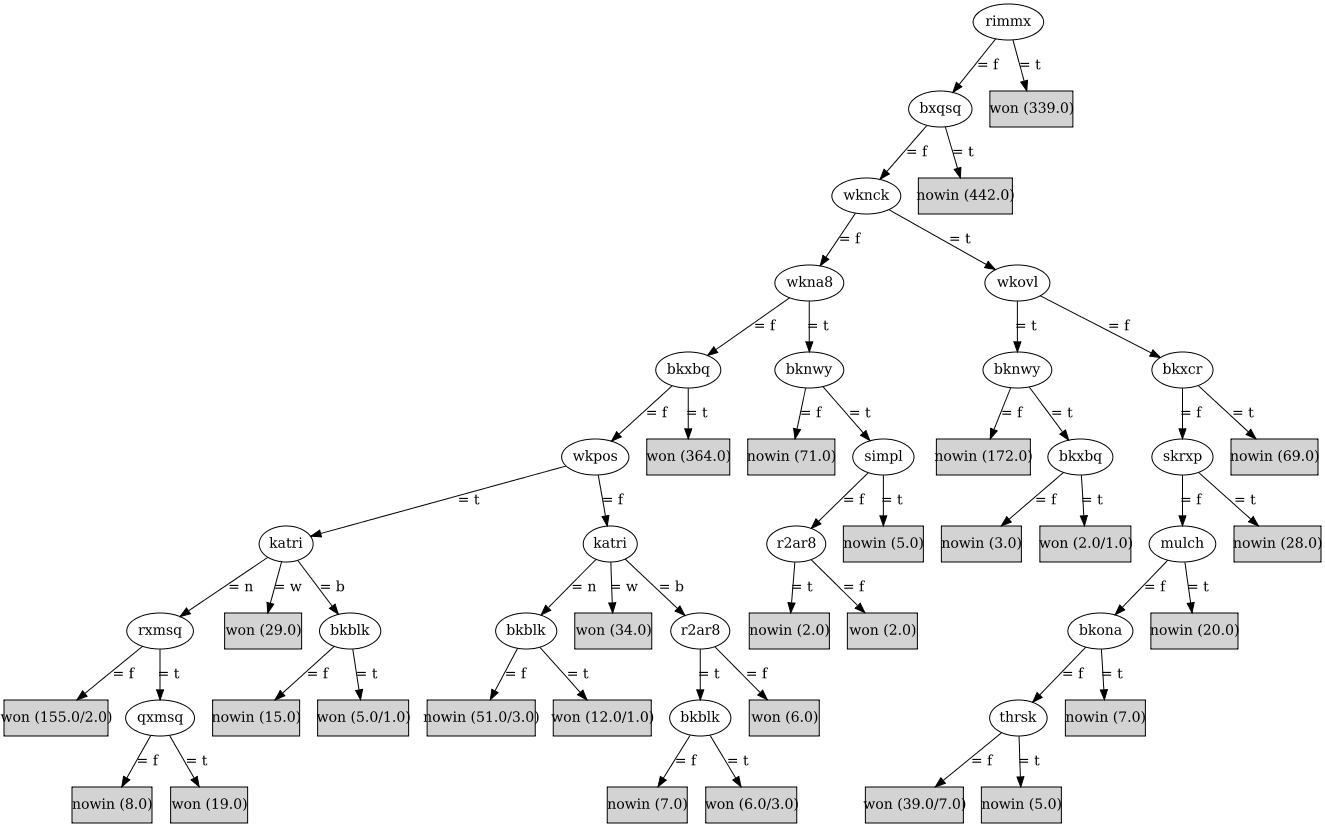 rimmx
= f = t
bxqsq won (339.0)
= f = t
wknck nowin (442.0)
= f = t
wkna8 wkovl
= f = t = t = f
bkxbq bknwy bknwy bkxcr
= f = t = f = t = f = t = f = t
wkpos won (364.0) nowin (71.0) simpl nowin (172.0) bkxbq skrxp nowin (69.0)
= t = f = f = t = f = t = f = t
katri katri r2ar8 nowin (5.0) nowin (3.0) won (2.0/1.0) mulch nowin (28.0)
= n = w = b = n = w = b = t = f = f = t
rxmsq won (29.0) bkblk bkblk won (34.0) r2ar8 nowin (2.0) won (2.0) bkona nowin (20.0)
= f = t = f = t = f = t = t = f = f = t
won (155.0/2.0) qxmsq nowin (15.0) won (5.0/1.0) nowin (51.0/3.0) won (12.0/1.0) bkblk won (6.0) thrsk nowin (7.0)
= f = t = f = t = f = t
nowin (8.0) won (19.0) nowin (7.0) won (6.0/3.0) won (39.0/7.0) nowin (5.0)